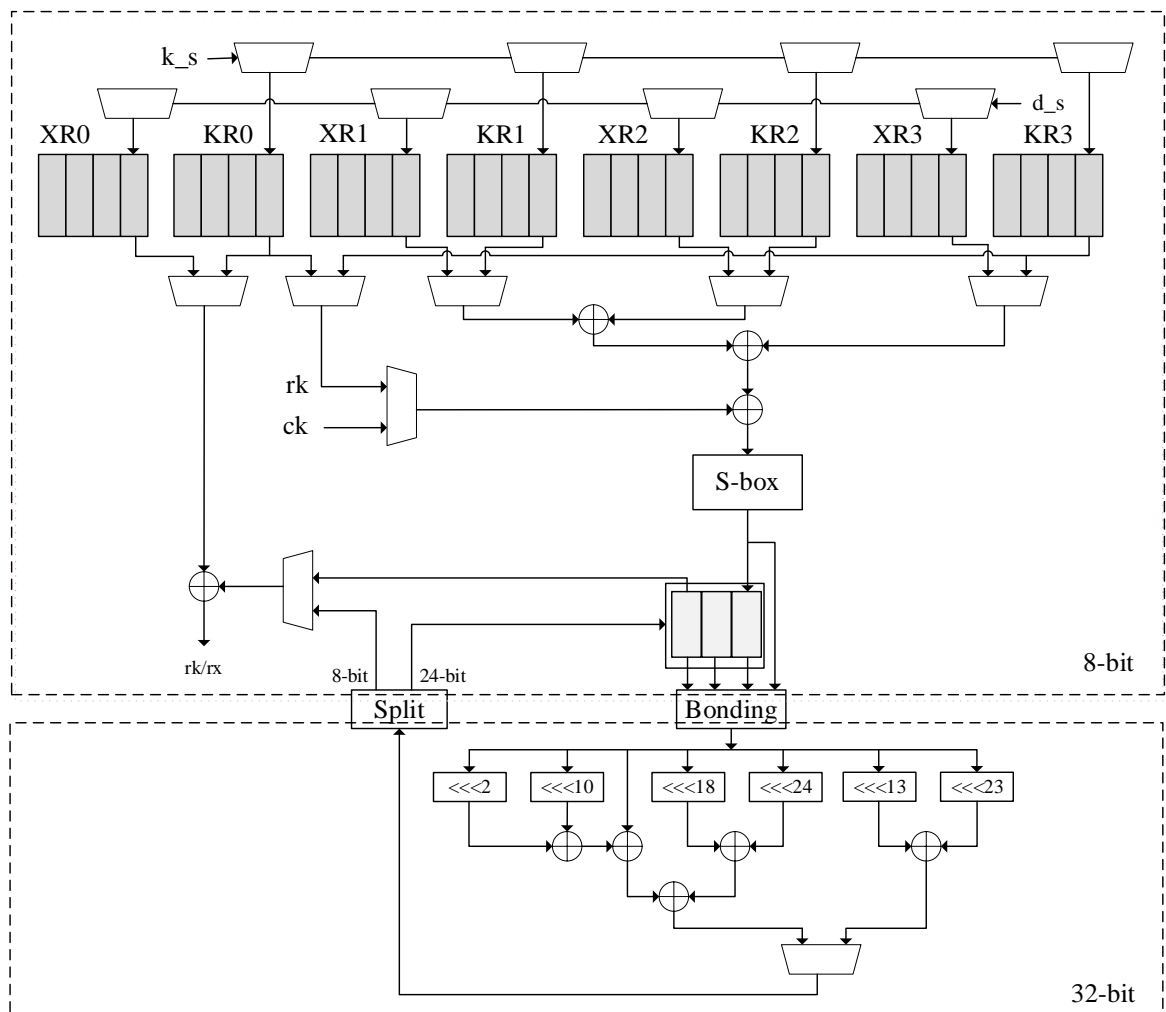 k_s
d_s
XR0 KR0 XR1 KR1 XR2 KR2 XR3 KR3
rk
ck
S-box
rk/rx
8-bit 24-bit
8-bit
Split Bonding
<<<2 <<<10 <<<18 <<<24 <<<13 <<<23
32-bit